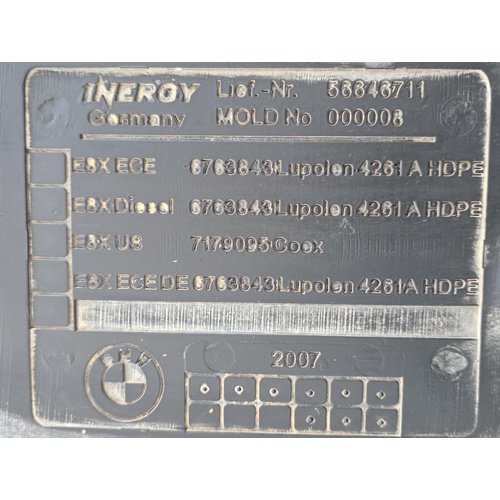 INERGY Lief.-Nr. 56646711
Germany MOLD No 000008
E8X ECE 6763843 Lupolen 4261 A HDPE
E8X Diesel 6763843 Lupolen 4261 A HDPE
E8X US 7179095 Coex
E8X ECE DE 6763843 Lupolen 4261 A HDPE
BMW
2007